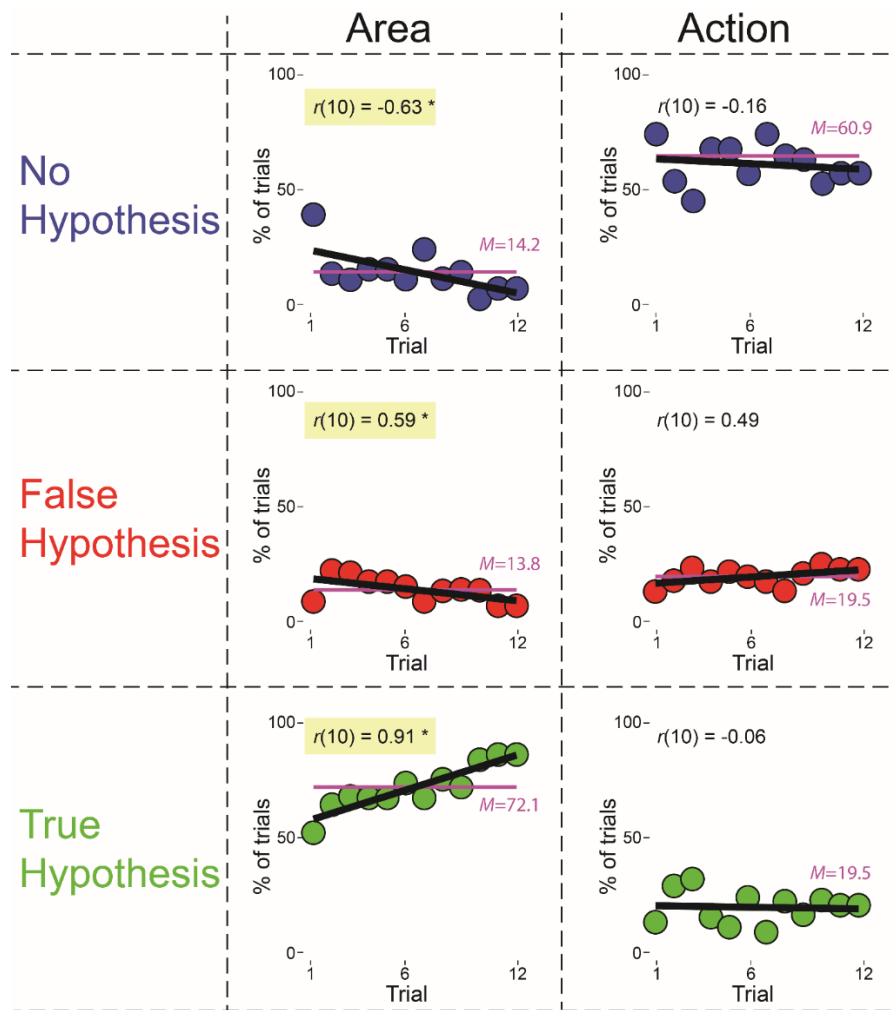 Area
Action
No
Hypothesis
100
50
0
% of trials
r(10) = -0.63 *
M=14.2
1
6
12
Trial
100
50
0
% of trials
r(10) = -0.16
M=60.9
1
6
12
Trial
False
Hypothesis
100
50
0
% of trials
r(10) = 0.59 *
M=13.8
1
6
12
Trial
100
50
0
% of trials
r(10) = 0.49
M=19.5
1
6
12
Trial
True
Hypothesis
100
50
0
% of trials
r(10) = 0.91 *
M=72.1
1
6
12
Trial
100
50
0
% of trials
r(10) = -0.06
M=19.5
1
6
12
Trial